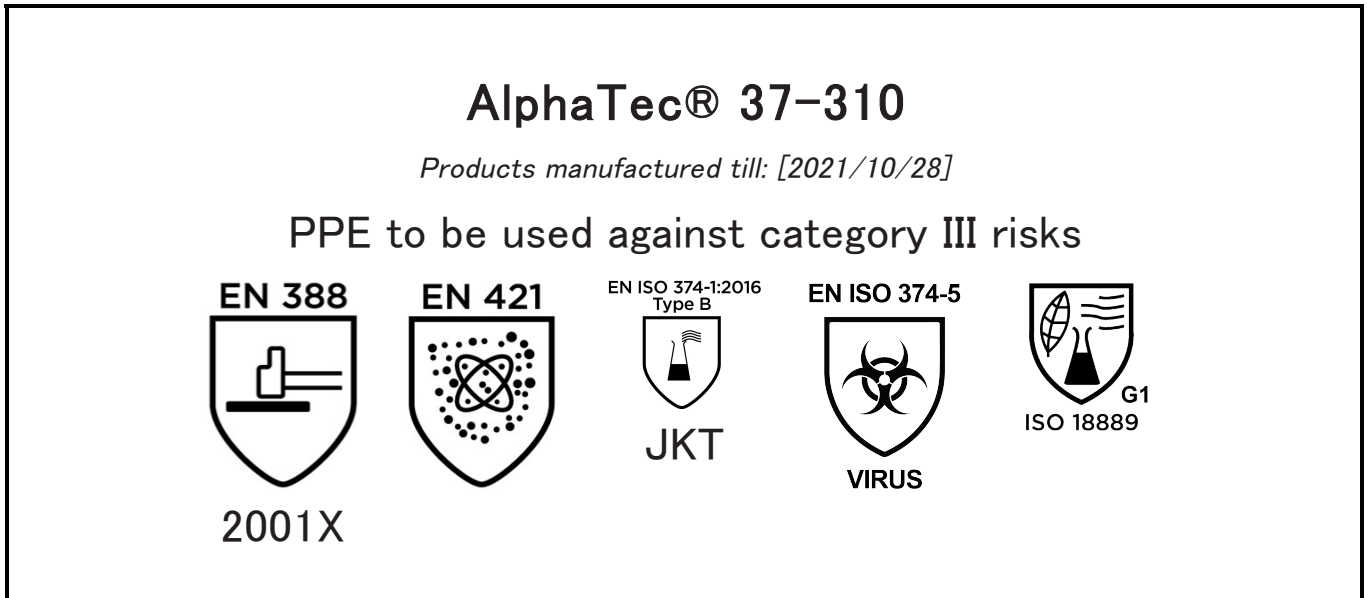 AlphaTec® 37-310
Products manufactured till: [2021/10/28]
PPE to be used against category III risks
EN 388
2001X
EN 421
EN ISO 374-1:2016
Type B
JKT
EN ISO 374-5
VIRUS
G1
ISO 18889